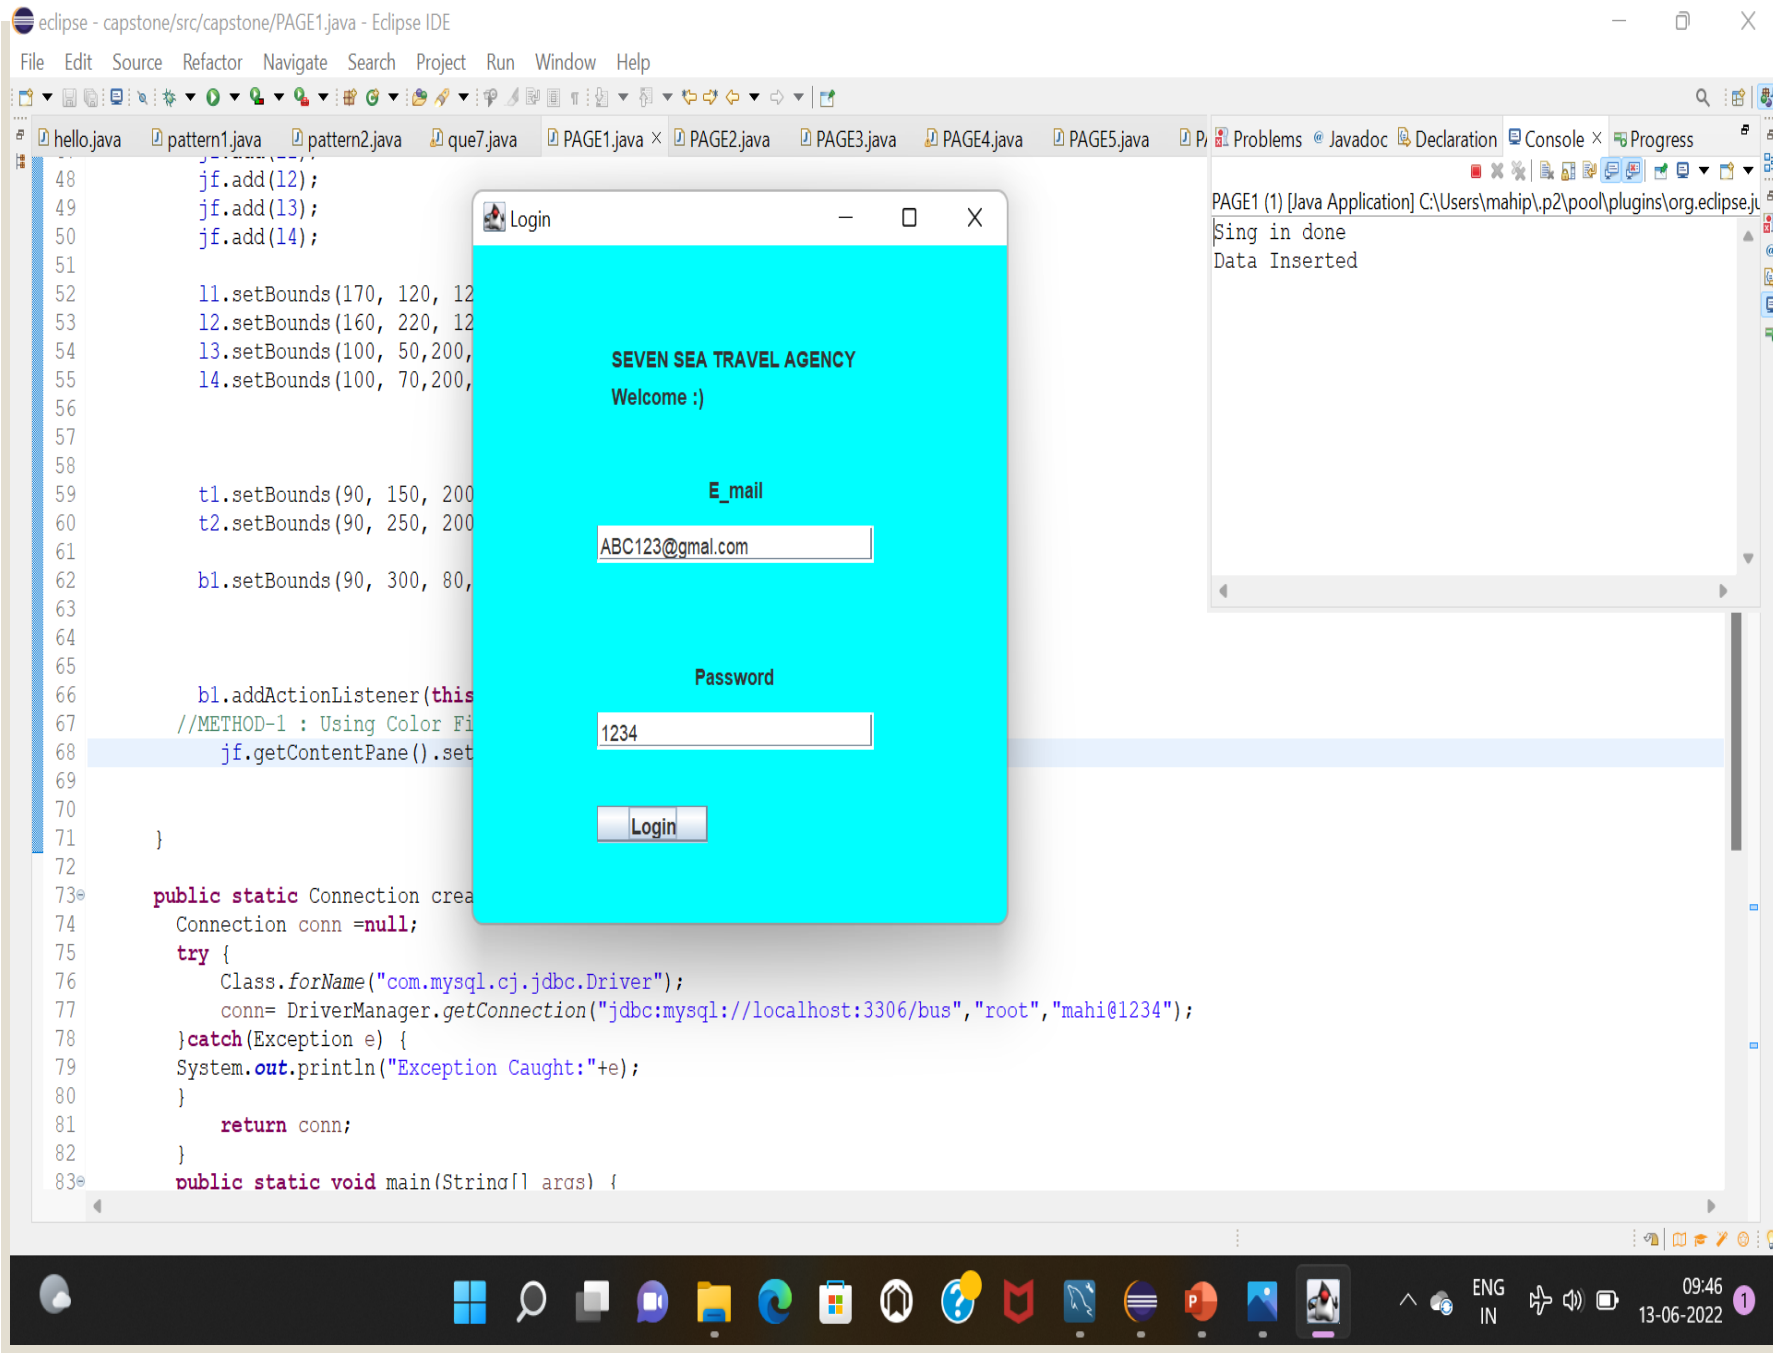 eclipse - capstone/src/capstone/PAGE1.java - Eclipse IDE
File Edit Source Refactor Navigate Search Project Run Window Help
hello.java pattern1.java pattern2.java que7.java PAGE1.java PAGE2.java PAGE3.java PAGE4.java PAGE5.java
Problems @ Javadoc Declaration Console Progress
PAGE1 (1) [Java Application] C:\Users\mahip\.p2\pool\plugins\org.eclipse.ju
Sing in done
Data Inserted
48 jf.add(l2);
49 jf.add(l3);
50 jf.add(l4);
51
52 l1.setBounds(170, 120, 12
53 l2.setBounds(160, 220, 12
54 l3.setBounds(100, 50,200,
55 l4.setBounds(100, 70,200,
56
57
58
59 t1.setBounds(90, 150, 200
60 t2.setBounds(90, 250, 200
61
62 b1.setBounds(90, 300, 80,
63
64
65
66 b1.addActionListener(this
67 //METHOD-1 : Using Color Fi
68 jf.getContentPane().set
69
70
71 }
72
73 public static Connection crea
74 Connection conn =null;
75 try {
76 Class.forName("com.mysql.cj.jdbc.Driver");
77 conn= DriverManager.getConnection("jdbc:mysql://localhost:3306/bus","root","mahi@1234");
78 }catch(Exception e) {
79 System.out.println("Exception Caught:"+e);
80 }
81 return conn;
82 }
83 public static void main(String[] args) {
Login
SEVEN SEA TRAVEL AGENCY
Welcome :)
E_mail
ABC123@gmal.com
Password
1234
Login
ENG
IN
09:46
13-06-2022
1